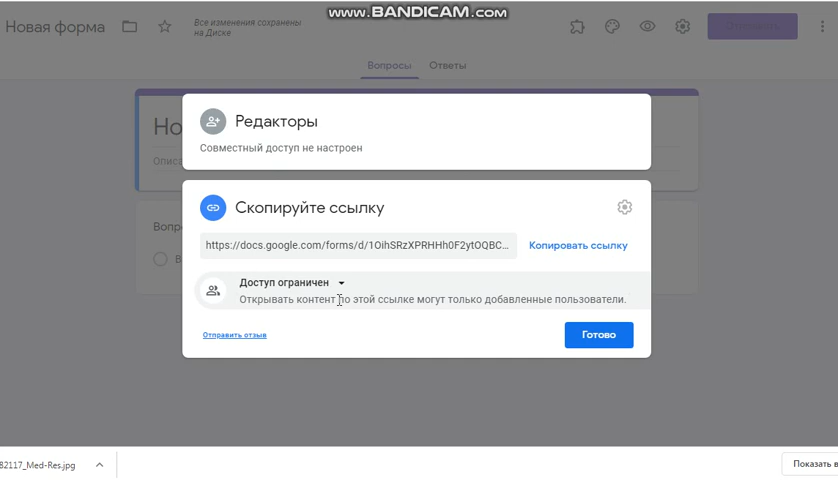 www.BANDICAM.com
Новая форма
Все изменения сохранены
на Диске
Отправить
Вопросы
Ответы
Редакторы
Совместный доступ не настроен
Скопируйте ссылку
https://docs.google.com/forms/d/1OihSRzXPRHHh0F2ytOQBC...
Копировать ссылку
Доступ ограничен
Открывать контент по этой ссылке могут только добавленные пользователи.
Отправить отзыв
Готово
82117_Med-Res.jpg
Показать в